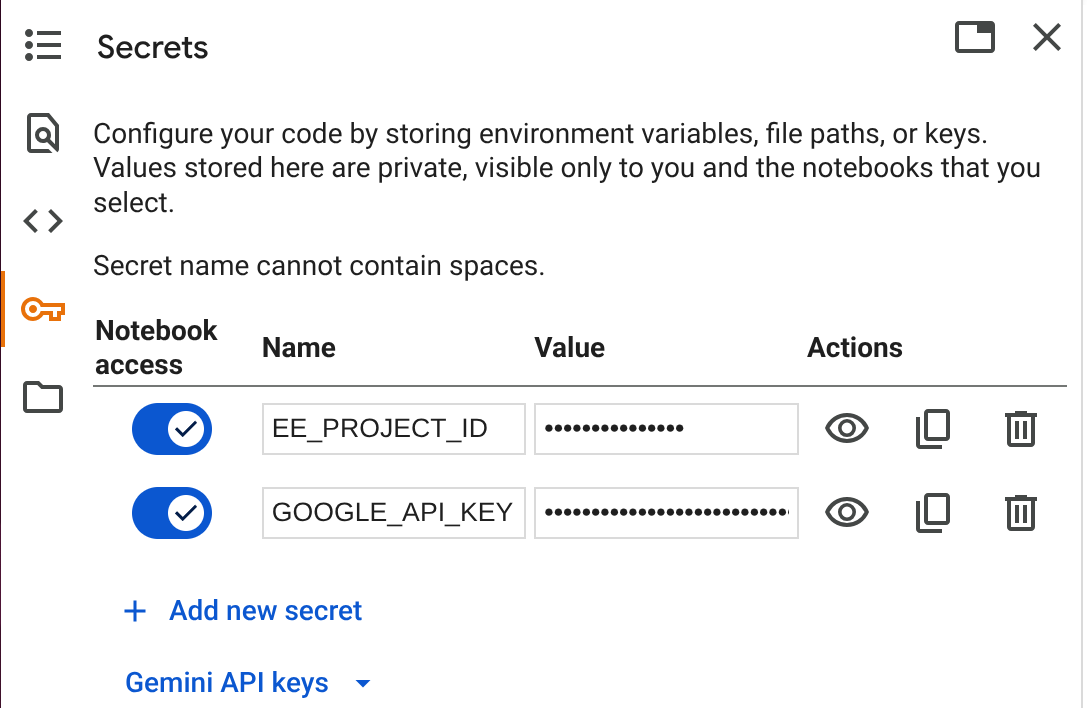 Secrets
Configure your code by storing environment variables, file paths, or keys.
Values stored here are private, visible only to you and the notebooks that you
select.
Secret name cannot contain spaces.
Notebook
access
Name
Value
Actions
EE_PROJECT_ID
•••••••••••••••
GOOGLE_API_KEY
••••••••••••••••••••••••••
+ Add new secret
Gemini API keys